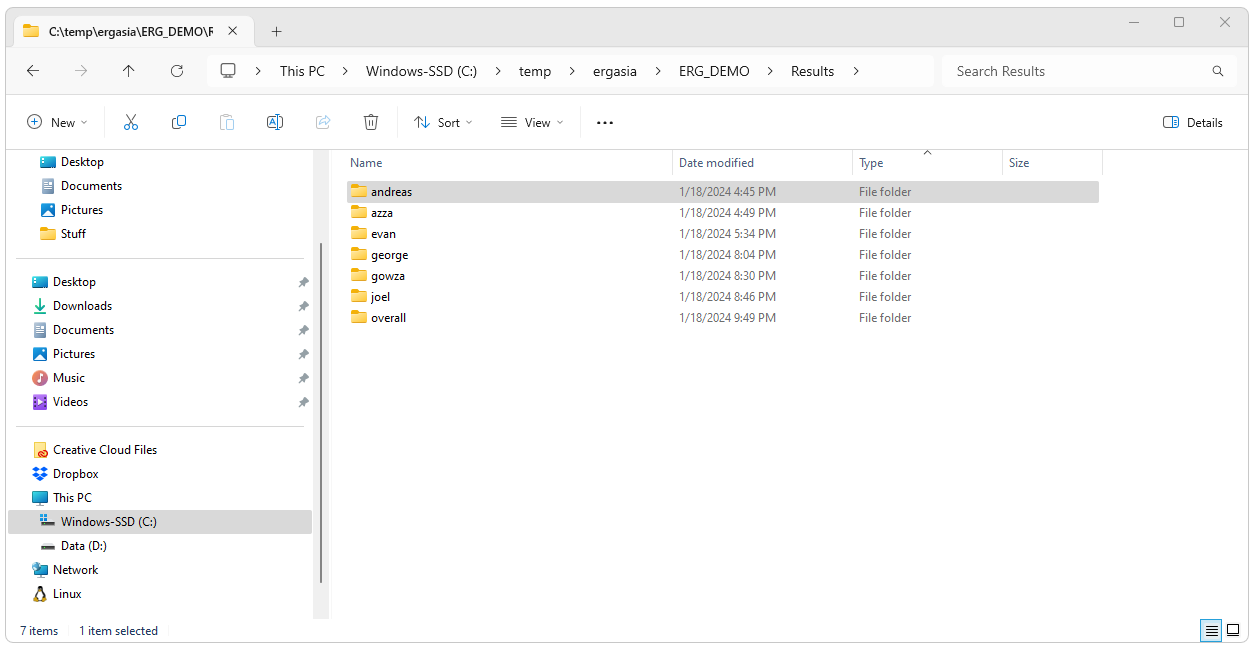 C:\temp\ergasia\ERG_DEMO\R
This PC Windows-SSD (C:) temp ergasia ERG_DEMO Results
Search Results
New
Sort
View
Details
Desktop
Documents
Pictures
Stuff
Desktop
Downloads
Documents
Pictures
Music
Videos
Creative Cloud Files
Dropbox
This PC
Windows-SSD (C:)
Data (D:)
Network
Linux
Name Date modified Type Size
andreas 1/18/2024 4:45 PM File folder
azza 1/18/2024 4:49 PM File folder
evan 1/18/2024 5:34 PM File folder
george 1/18/2024 8:04 PM File folder
gowza 1/18/2024 8:30 PM File folder
joel 1/18/2024 8:46 PM File folder
overall 1/18/2024 9:49 PM File folder
7 items 1 item selected